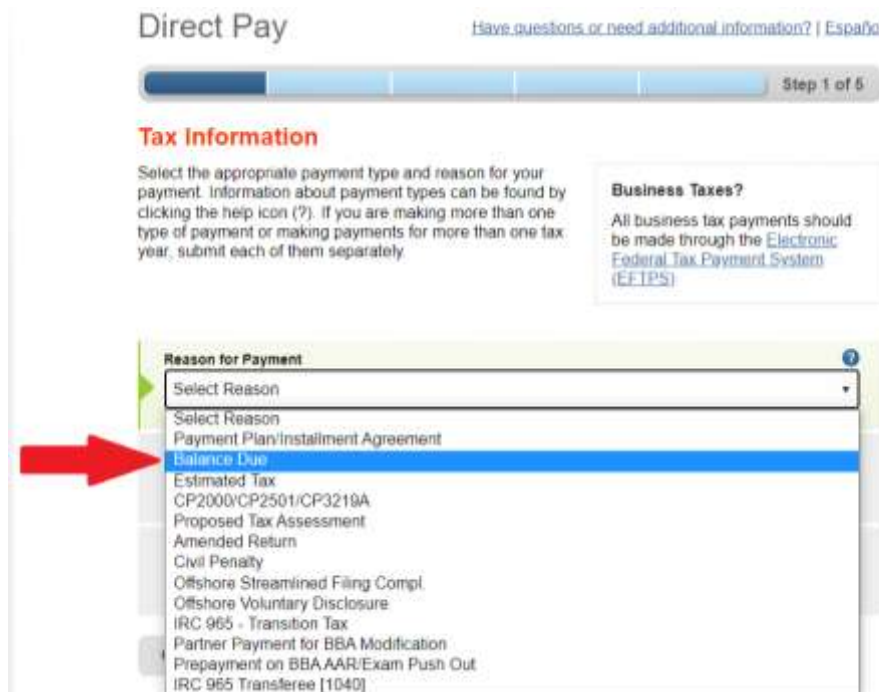 Direct Pay
Have questions or need additional information? | Españo
Step 1 of 5
Tax Information
Select the appropriate payment type and reason for your
payment. Information about payment types can be found by
clicking the help icon (?). If you are making more than one
type of payment or making payments for more than one tax
year, submit each of them separately.
Business Taxes?
All business tax payments should
be made through the Electronic
Federal Tax Payment System
(EFTPS)
Reason for Payment
?
Select Reason
Select Reason
Payment Plan/Installment Agreement
Balance Due
Estimated Tax
CP2000/CP2501/CP3219A
Proposed Tax Assessment
Amended Return
Civil Penalty
Offshore Streamlined Filing Compl.
Offshore Voluntary Disclosure
IRC 965 - Transition Tax
Partner Payment for BBA Modification
Prepayment on BBA AAR/Exam Push Out
IRC 965 Transferee [1040]